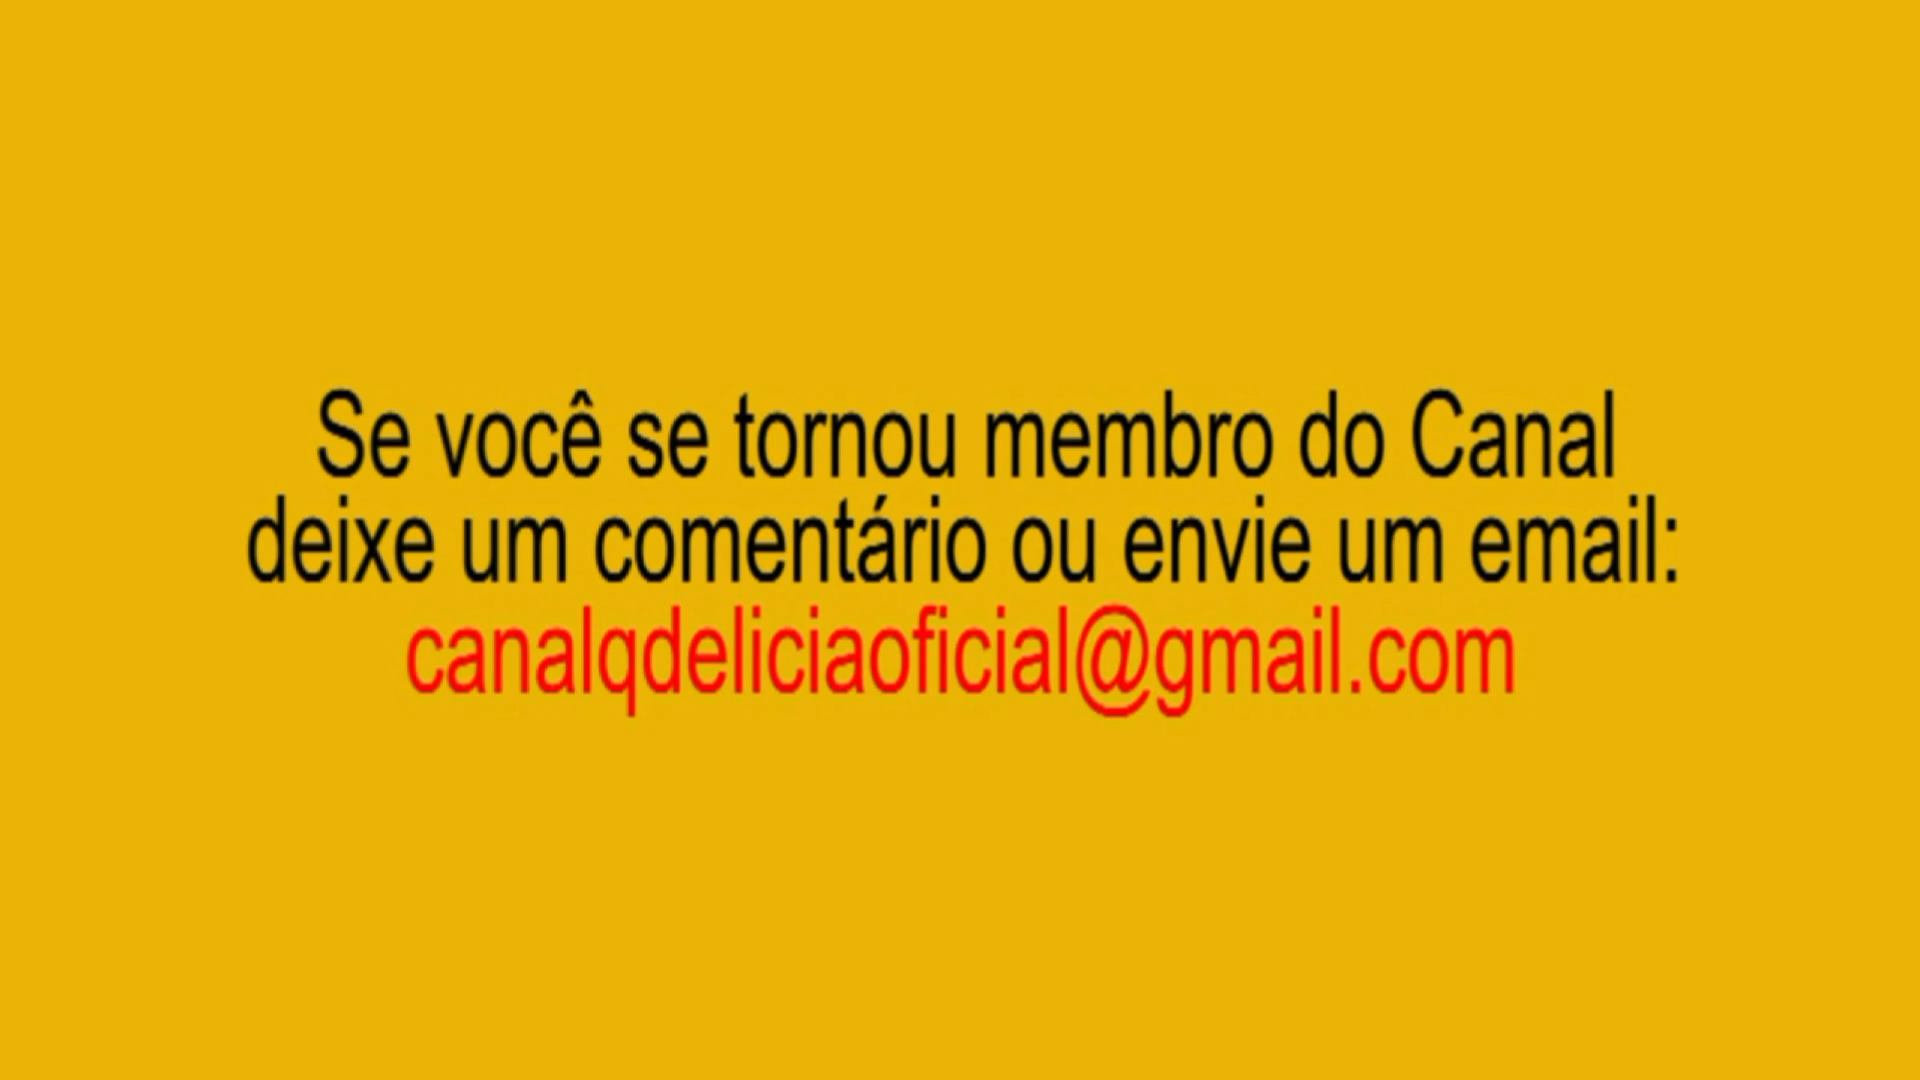 Se você se tornou membro do Canal
deixe um comentário ou envie um email:
canalqdeliciaoficial@gmail.com